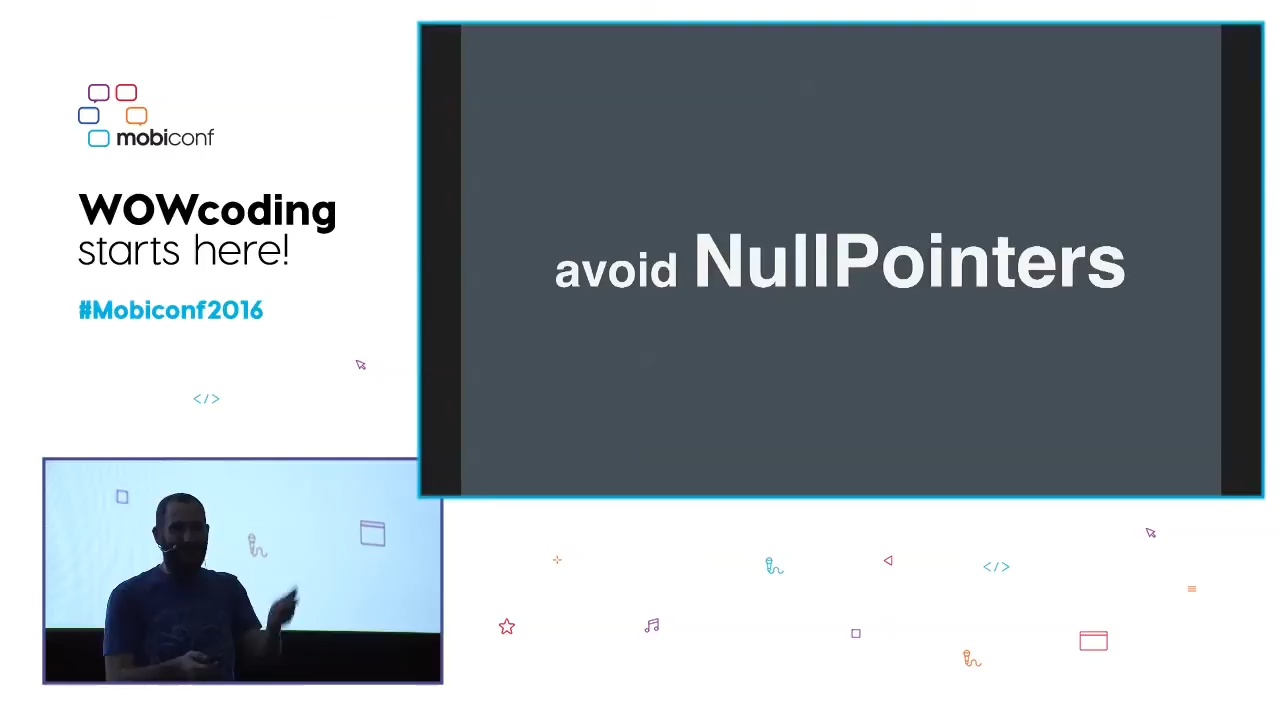 mobiconf
WOWcoding
starts here!
#Mobiconf2016
avoid NullPointers